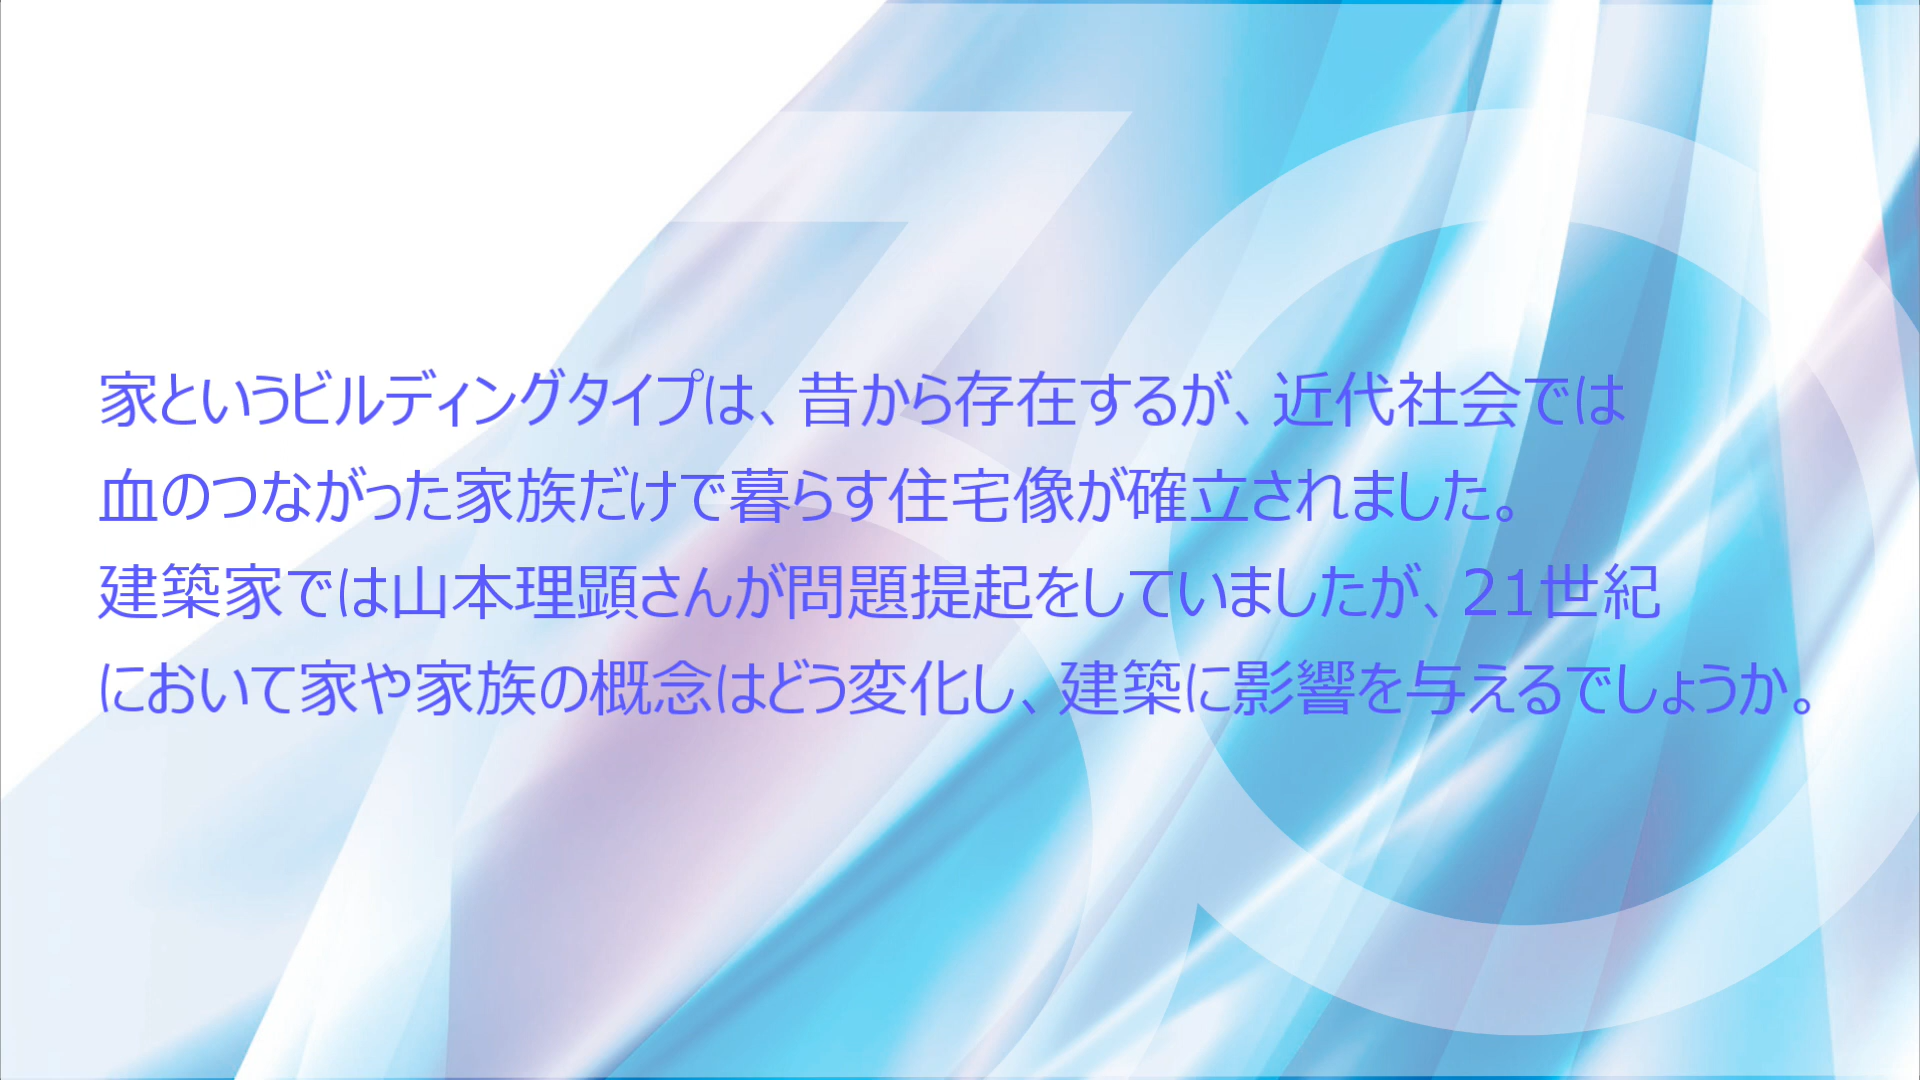 家というビルディングタイプは、昔から存在するが、近代社会では
血のつながった家族だけで暮らす住宅像が確立されました。
建築家では山本理顕さんが問題提起をしていましたが、21世紀
において家や家族の概念はどう変化し、建築に影響を与えるでしょうか。